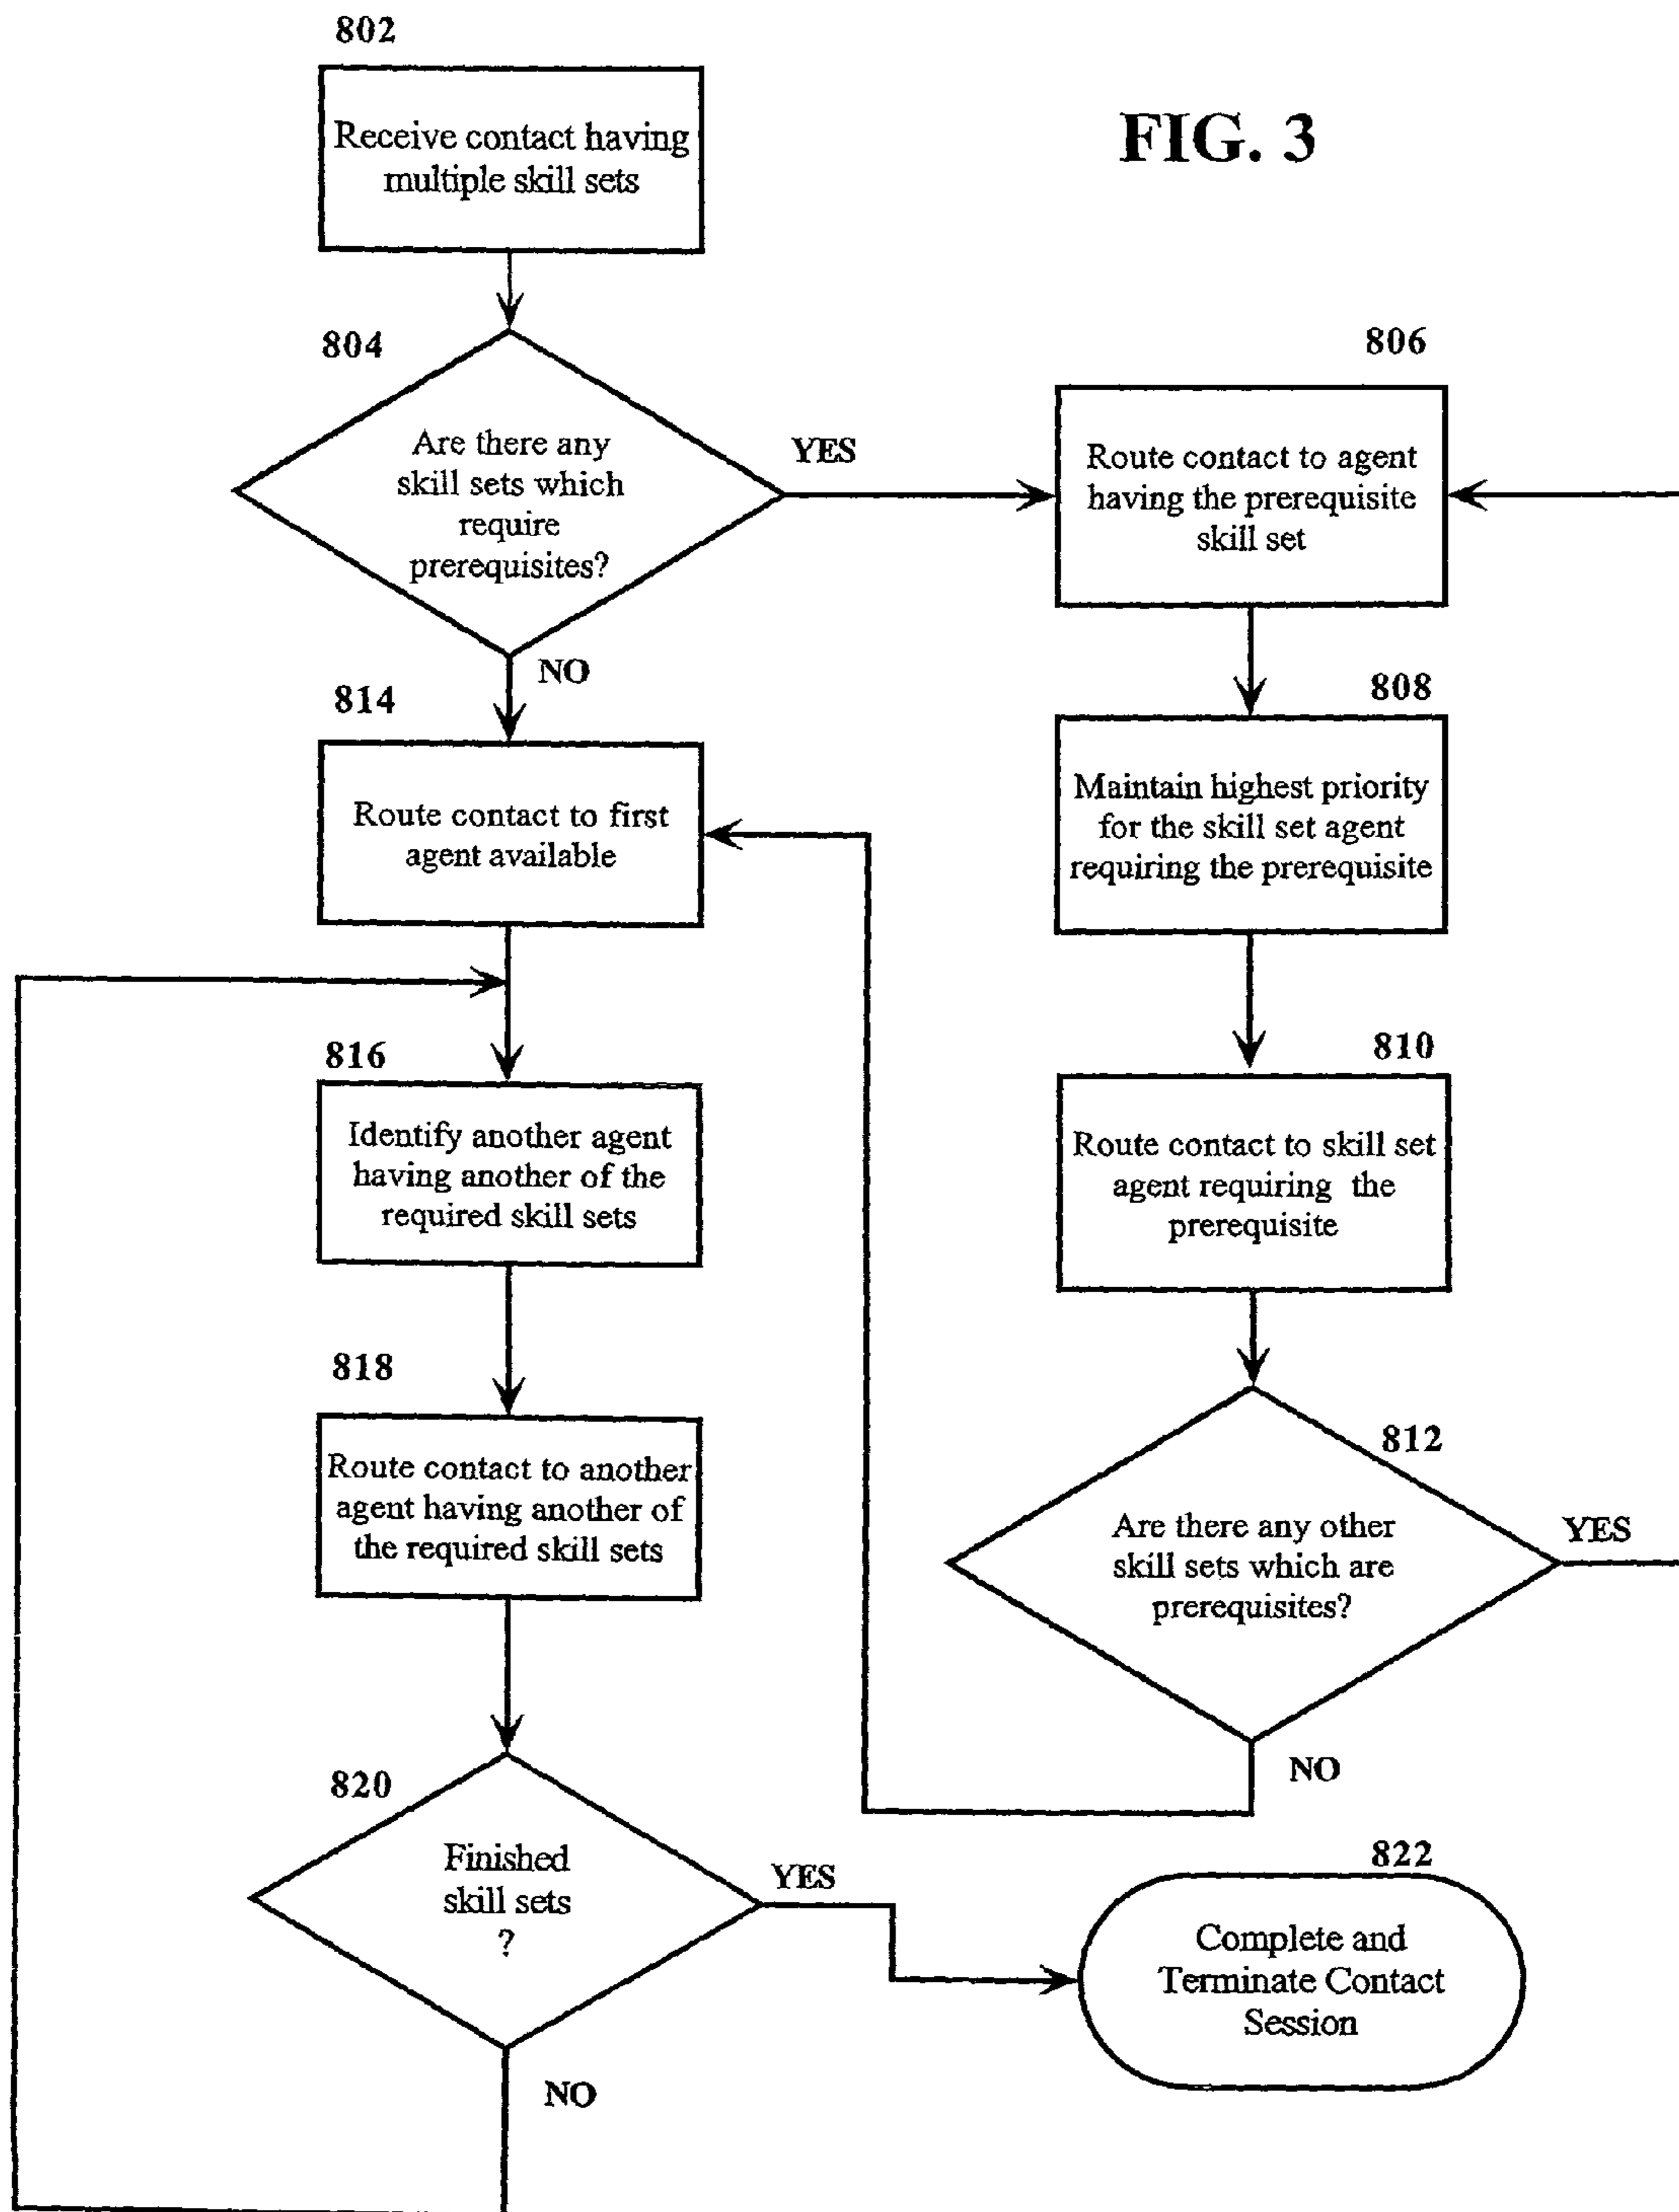 802
Receive contact having
multiple skill sets
FIG. 3
804
Are there any
skill sets which
require
prerequisites?
YES
NO
806
Route contact to agent
having the prerequisite
skill set
808
Maintain highest priority
for the skill set agent
requiring the prerequisite
810
Route contact to skill set
agent requiring the
prerequisite
812
Are there any other
skill sets which are
prerequisites?
YES
NO
814
Route contact to first
agent available
816
Identify another agent
having another of the
required skill sets
818
Route contact to another
agent having another of
the required skill sets
820
Finished
skill sets
?
YES
NO
822
Complete and
Terminate Contact
Session